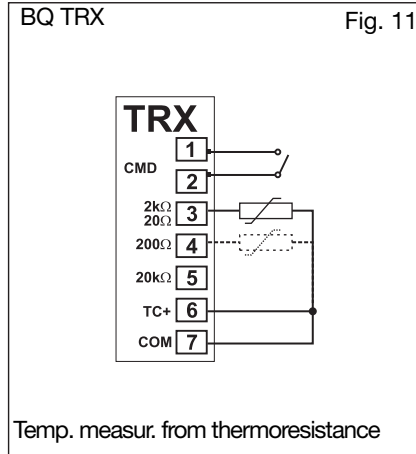 BQ TRX
Fig. 11
TRX
CMD
1
2
2kΩ
20Ω
3
200Ω 4
20kΩ 5
TC+ 6
COM 7
Temp. measur. from thermoresistance